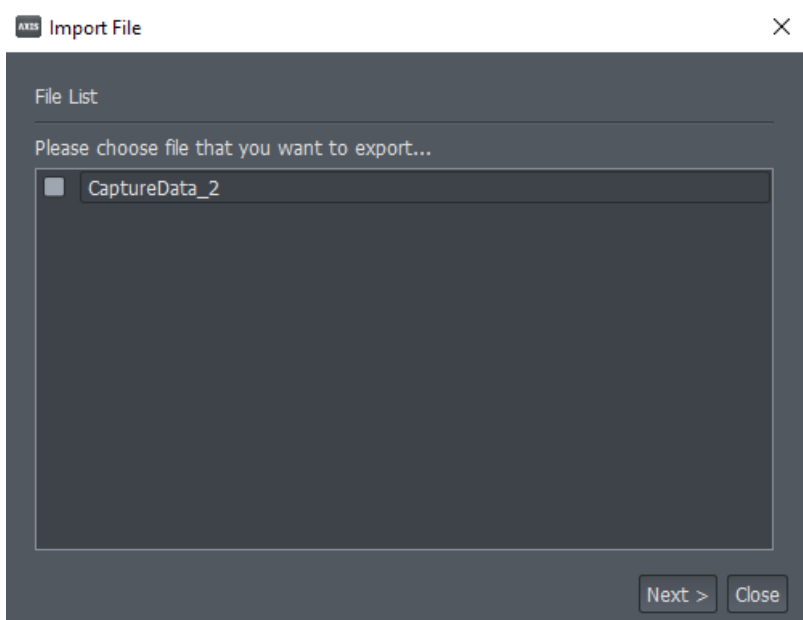 AXIS Import File
File List
Please choose file that you want to export...
CaptureData_2
Next > Close